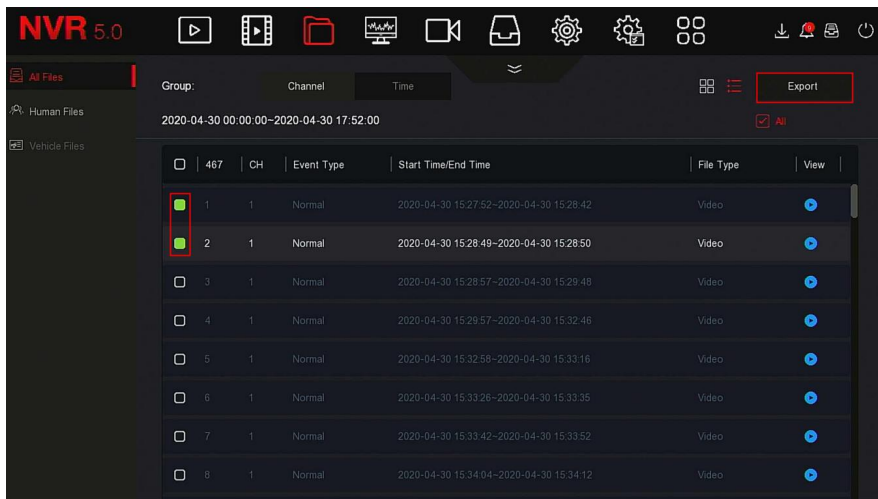 NVR 5.0
All Files
Human Files
Vehicle Files
Group: Channel Time Export
2020-04-30 00:00:00~2020-04-30 17:52:00 All
467 CH Event Type Start Time/End Time File Type View
1 1 Normal 2020-04-30 15:27:52~2020-04-30 15:28:42 Video
2 1 Normal 2020-04-30 15:28:49~2020-04-30 15:28:50 Video
3 1 Normal 2020-04-30 15:28:57~2020-04-30 15:29:48 Video
4 1 Normal 2020-04-30 15:29:57~2020-04-30 15:32:46 Video
5 1 Normal 2020-04-30 15:32:58~2020-04-30 15:33:16 Video
6 1 Normal 2020-04-30 15:33:26~2020-04-30 15:33:35 Video
7 1 Normal 2020-04-30 15:33:42~2020-04-30 15:33:52 Video
8 1 Normal 2020-04-30 15:34:04~2020-04-30 15:34:12 Video